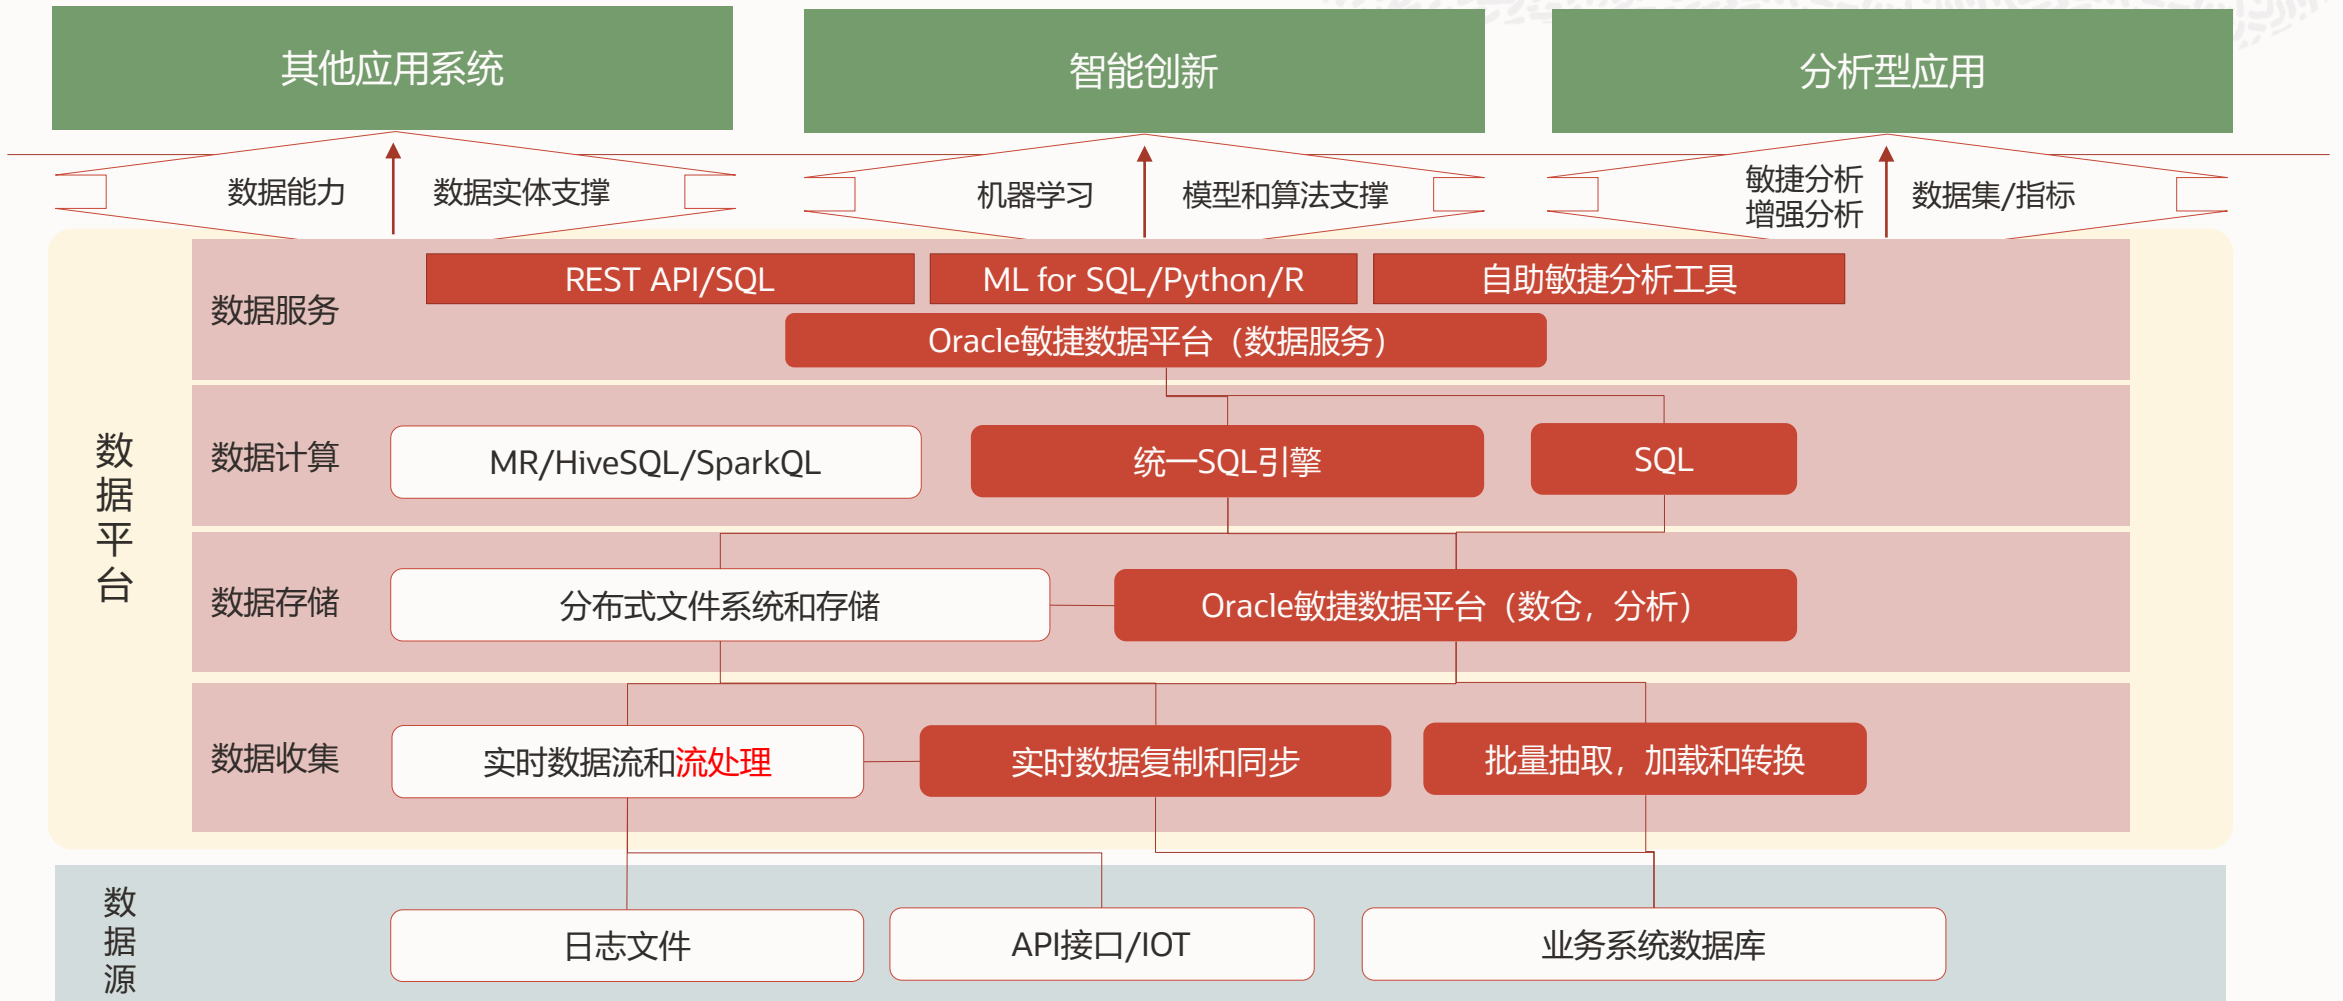 其他应用系统
智能创新
分析型应用
数据能力
数据实体支撑
机器学习
模型和算法支撑
敏捷分析
增强分析
数据集/指标
数据平台
数据服务
REST API/SQL
ML for SQL/Python/R
自助敏捷分析工具
Oracle敏捷数据平台（数据服务）
数据计算
MR/HiveSQL/SparkQL
统一SQL引擎
SQL
数据存储
分布式文件系统和存储
Oracle敏捷数据平台（数仓，分析）
数据收集
实时数据流和流处理
实时数据复制和同步
批量抽取，加载和转换
数据源
日志文件
API接口/IOT
业务系统数据库